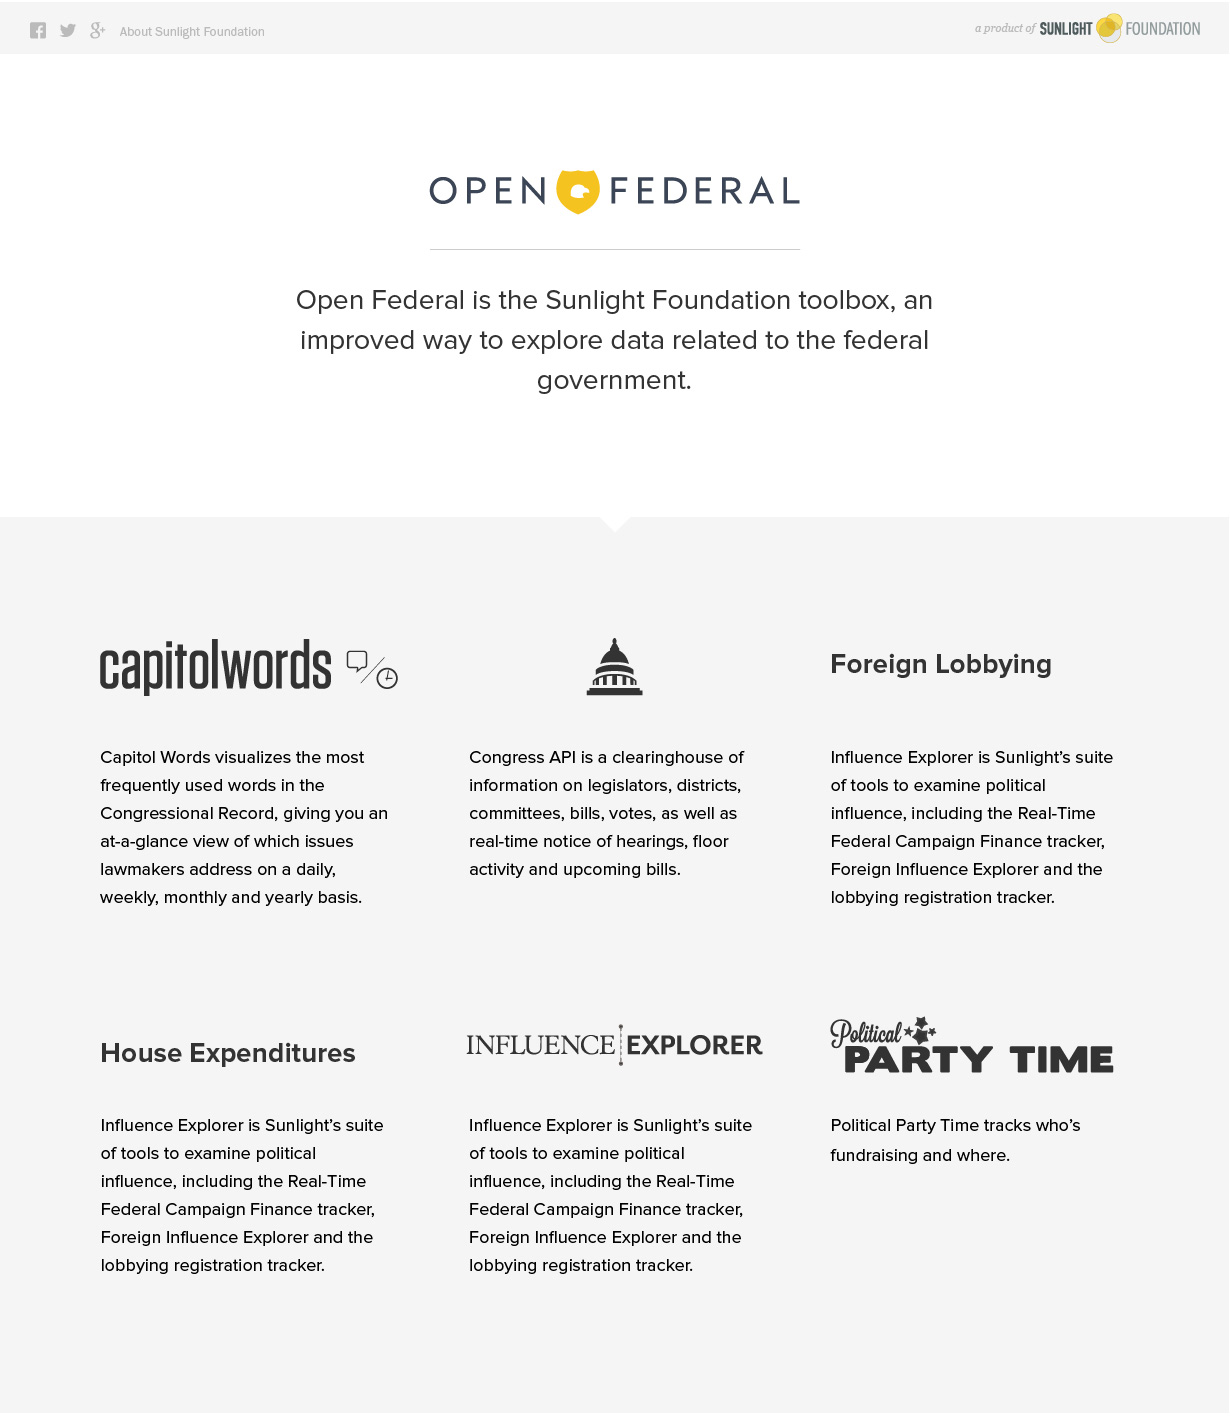 About Sunlight Foundation
a product of SUNLIGHT FOUNDATION
OPEN FEDERAL
Open Federal is the Sunlight Foundation toolbox, an
improved way to explore data related to the federal
government.
capitolwords
Capitol Words visualizes the most
frequently used words in the
Congressional Record, giving you an
at-a-glance view of which issues
lawmakers address on a daily,
weekly, monthly and yearly basis.
Congress API is a clearinghouse of
information on legislators, districts,
committees, bills, votes, as well as
real-time notice of hearings, floor
activity and upcoming bills.
Foreign Lobbying
Influence Explorer is Sunlight’s suite
of tools to examine political
influence, including the Real-Time
Federal Campaign Finance tracker,
Foreign Influence Explorer and the
lobbying registration tracker.
House Expenditures
Influence Explorer is Sunlight’s suite
of tools to examine political
influence, including the Real-Time
Federal Campaign Finance tracker,
Foreign Influence Explorer and the
lobbying registration tracker.
INFLUENCE EXPLORER
Influence Explorer is Sunlight’s suite
of tools to examine political
influence, including the Real-Time
Federal Campaign Finance tracker,
Foreign Influence Explorer and the
lobbying registration tracker.
Political
PARTY TIME
Political Party Time tracks who’s
fundraising and where.